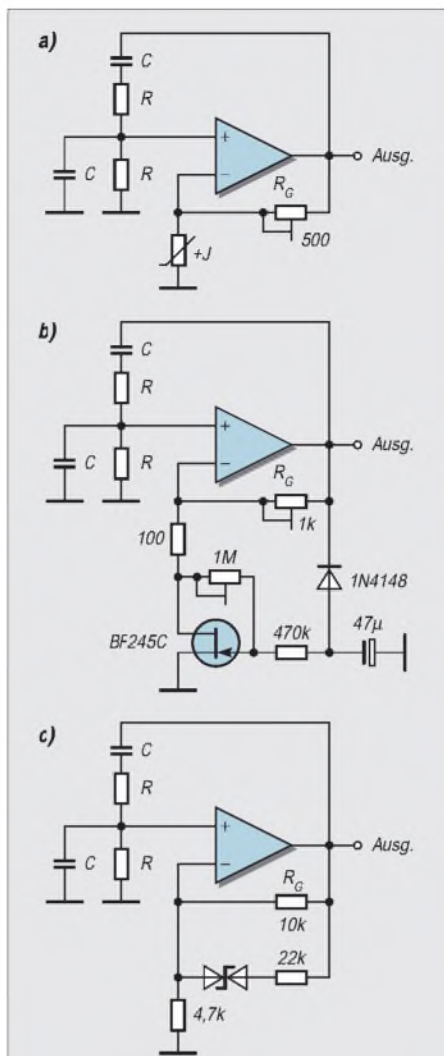 a)
C
R
C
R
+
−
Ausg.
R_G
500
+J
b)
C
R
C
R
+
−
Ausg.
R_G
1k
100
1M
1N4148
BF245C
470k
47µ
c)
C
R
C
R
+
−
Ausg.
R_G
10k
22k
4,7k